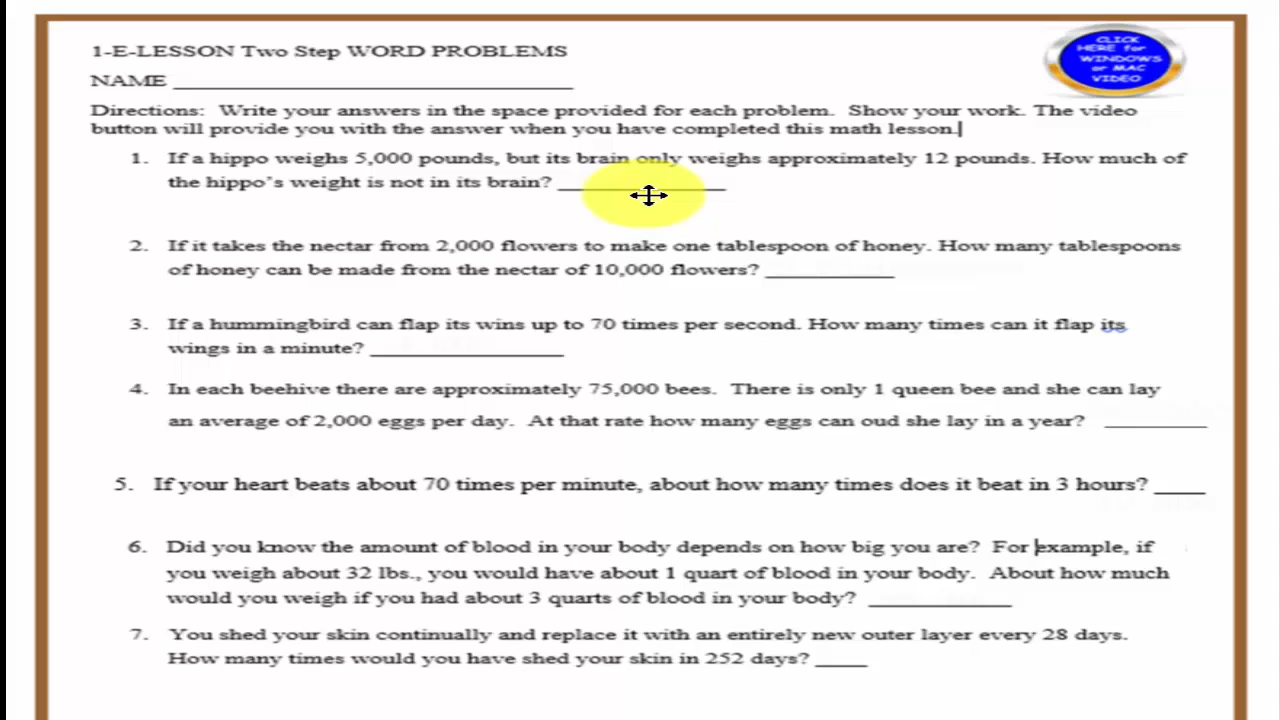 1-E-LESSON Two Step WORD PROBLEMS
CLICK
HERE for
WINDOWS
or MAC
VIDEO
NAME ____________________
Directions:  Write your answers in the space provided for each problem.  Show your work. The video
button will provide you with the answer when you have completed this math lesson.
1. If a hippo weighs 5,000 pounds, but its brain only weighs approximately 12 pounds. How much of
the hippo's weight is not in its brain? ____________
2. If it takes the nectar from 2,000 flowers to make one tablespoon of honey. How many tablespoons
of honey can be made from the nectar of 10,000 flowers? __________
3. If a hummingbird can flap its wins up to 70 times per second. How many times can it flap its
wings in a minute? ______________
4. In each beehive there are approximately 75,000 bees.  There is only 1 queen bee and she can lay
an average of 2,000 eggs per day.  At that rate how many eggs can oud she lay in a year?  ________
5. If your heart beats about 70 times per minute, about how many times does it beat in 3 hours? ____
6. Did you know the amount of blood in your body depends on how big you are?  For example, if
you weigh about 32 lbs., you would have about 1 quart of blood in your body.  About how much
would you weigh if you had about 3 quarts of blood in your body?  ___________
7. You shed your skin continually and replace it with an entirely new outer layer every 28 days.
How many times would you have shed your skin in 252 days? ____